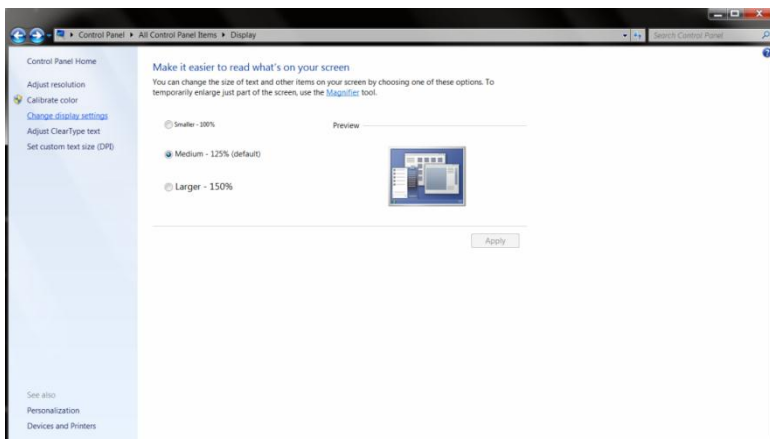 Control Panel ▸ All Control Panel Items ▸ Display
Search Control Panel
Control Panel Home
Adjust resolution
Calibrate color
Change display settings
Adjust ClearType text
Set custom text size (DPI)
See also
Personalization
Devices and Printers
Make it easier to read what's on your screen
You can change the size of text and other items on your screen by choosing one of these options. To
temporarily enlarge just part of the screen, use the Magnifier tool.
Smaller - 100%
Preview
Medium - 125% (default)
Larger - 150%
Apply